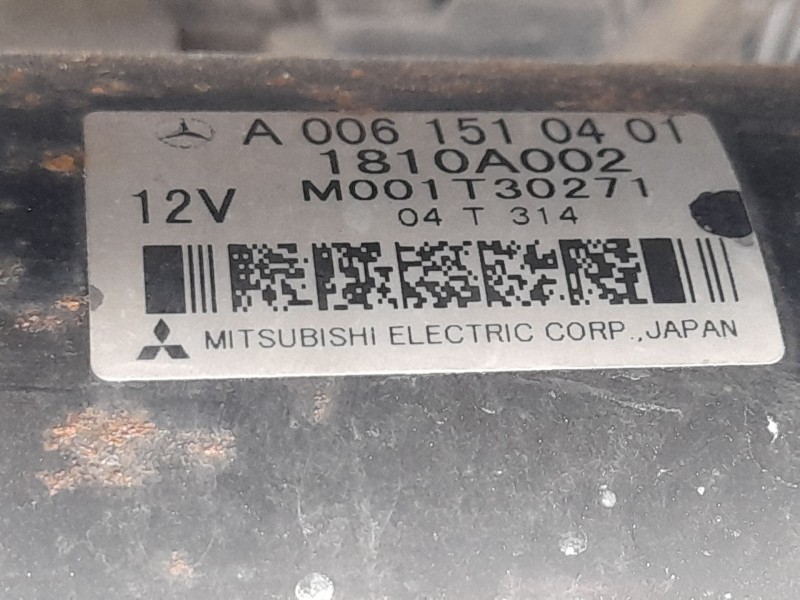 A 006 151 04 01
1810A002
12V M001T30271
04 T 314
MITSUBISHI ELECTRIC CORP., JAPAN